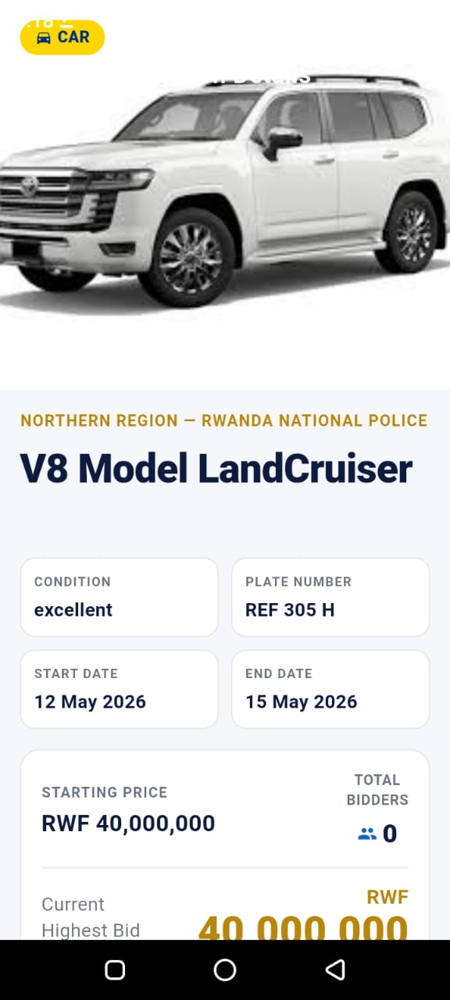 CAR
NORTHERN REGION — RWANDA NATIONAL POLICE
V8 Model LandCruiser
CONDITION
excellent
PLATE NUMBER
REF 305 H
START DATE
12 May 2026
END DATE
15 May 2026
STARTING PRICE
RWF 40,000,000
TOTAL
BIDDERS
0
Current
Highest Bid
RWF
40 000 000